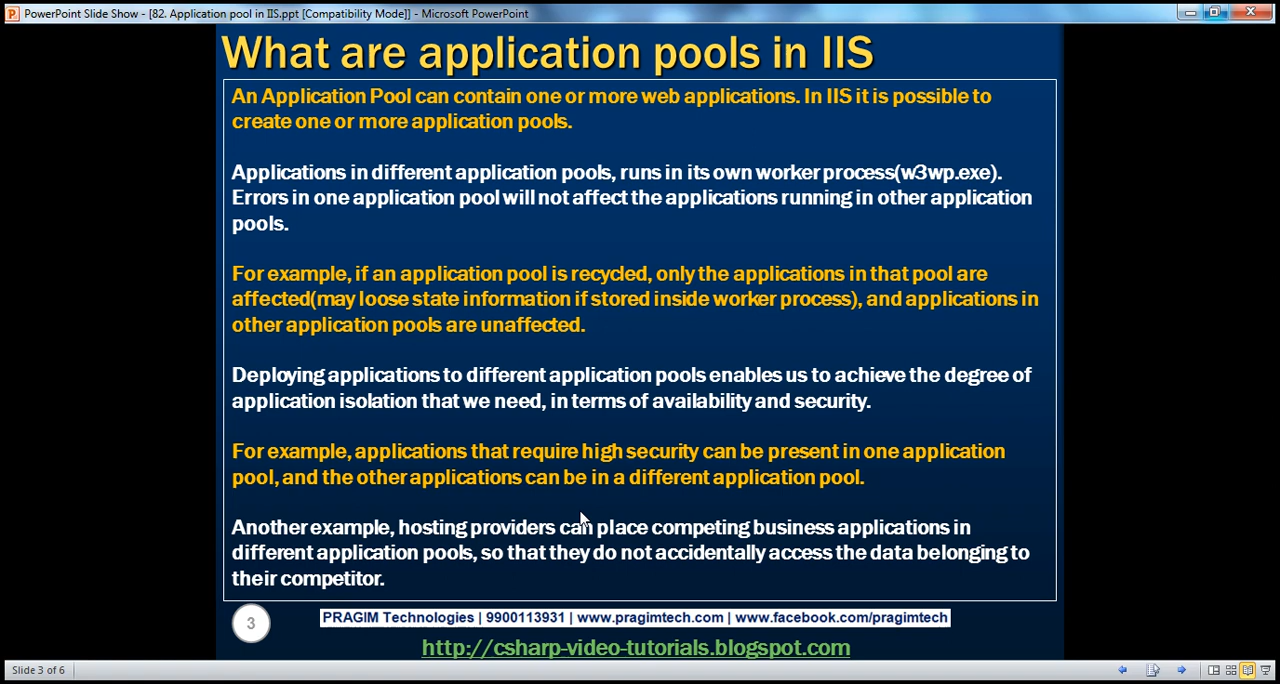 PowerPoint Slide Show - [82. Application pool in IIS.ppt [Compatibility Mode]] - Microsoft PowerPoint
What are application pools in IIS
An Application Pool can contain one or more web applications. In IIS it is possible to
create one or more application pools.
Applications in different application pools, runs in its own worker process(w3wp.exe).
Errors in one application pool will not affect the applications running in other application
pools.
For example, if an application pool is recycled, only the applications in that pool are
affected(may loose state information if stored inside worker process), and applications in
other application pools are unaffected.
Deploying applications to different application pools enables us to achieve the degree of
application isolation that we need, in terms of availability and security.
For example, applications that require high security can be present in one application
pool, and the other applications can be in a different application pool.
Another example, hosting providers can place competing business applications in
different application pools, so that they do not accidentally access the data belonging to
their competitor.
3
PRAGIM Technologies | 9900113931 | www.pragimtech.com | www.facebook.com/pragimtech
http://csharp-video-tutorials.blogspot.com
Slide 3 of 6